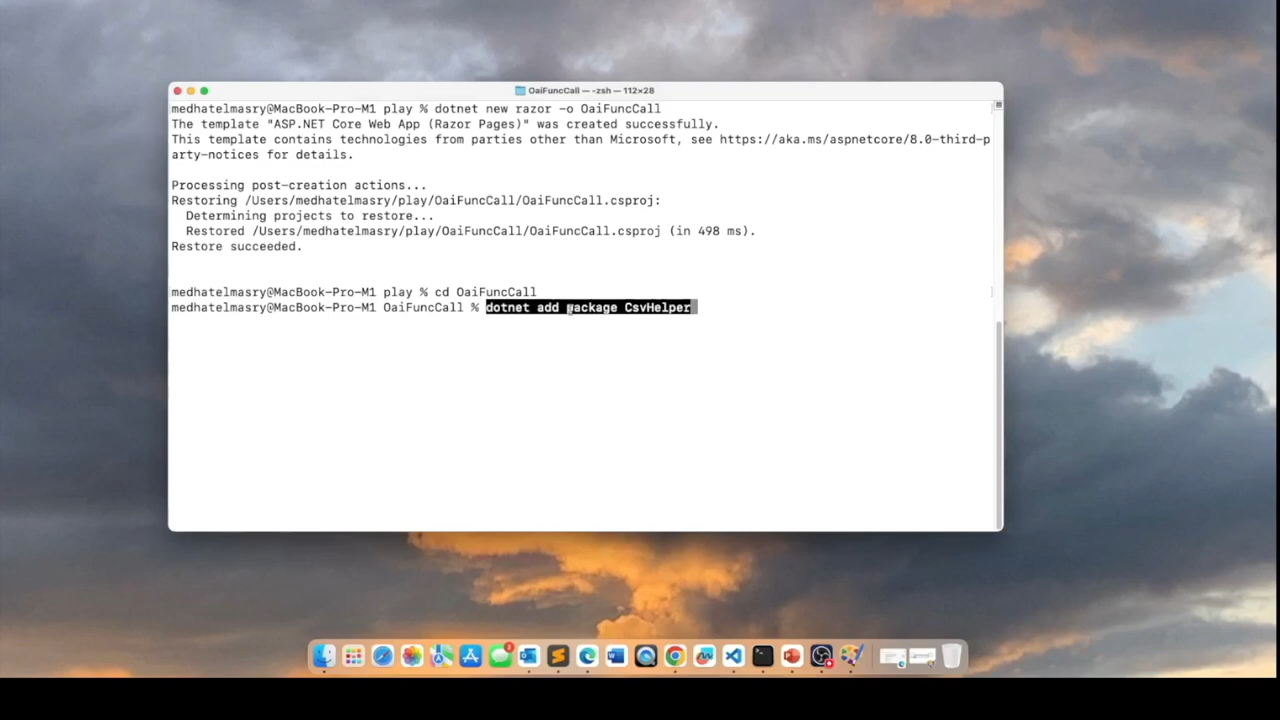 OaiFuncCall — -zsh — 112×28
medhatelmasry@MacBook-Pro-M1 play % dotnet new razor -o OaiFuncCall
The template "ASP.NET Core Web App (Razor Pages)" was created successfully.
This template contains technologies from parties other than Microsoft, see https://aka.ms/aspnetcore/8.0-third-p
arty-notices for details.
Processing post-creation actions...
Restoring /Users/medhatelmasry/play/OaiFuncCall/OaiFuncCall.csproj:
Determining projects to restore...
Restored /Users/medhatelmasry/play/OaiFuncCall/OaiFuncCall.csproj (in 498 ms).
Restore succeeded.
medhatelmasry@MacBook-Pro-M1 play % cd OaiFuncCall
medhatelmasry@MacBook-Pro-M1 OaiFuncCall % dotnet add package CsvHelper